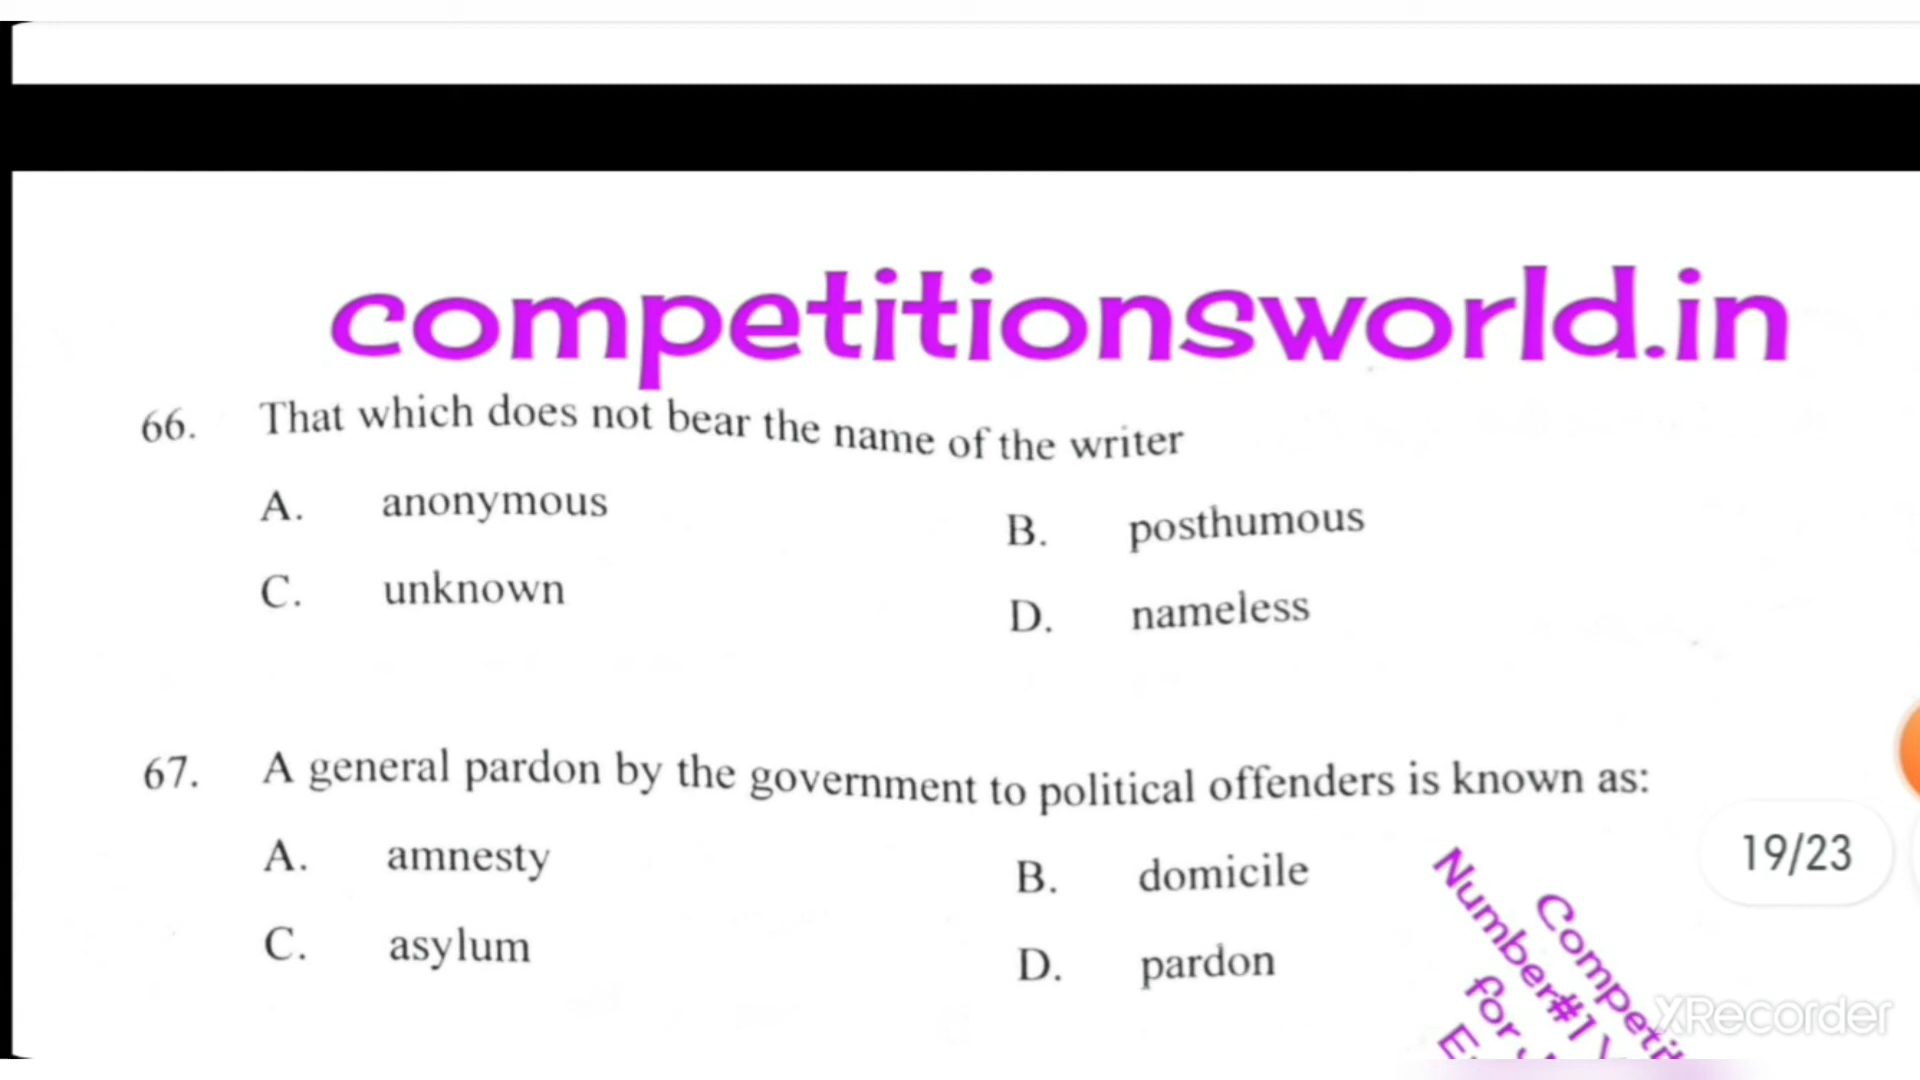 competitionsworld.in
66. That which does not bear the name of the writer
A. anonymous B. posthumous
C. unknown D. nameless
67. A general pardon by the government to political offenders is known as:
A. amnesty B. domicile
C. asylum D. pardon
19/23
Number#1
for
XRecorder